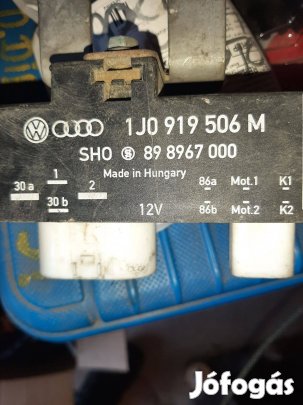 1J0 919 506 M
SHO 89 8967 000
Made in Hungary
30 a 1 2 86a Mot.1 K1
30 b 12V 86b Mot.2 K2
Jófogás